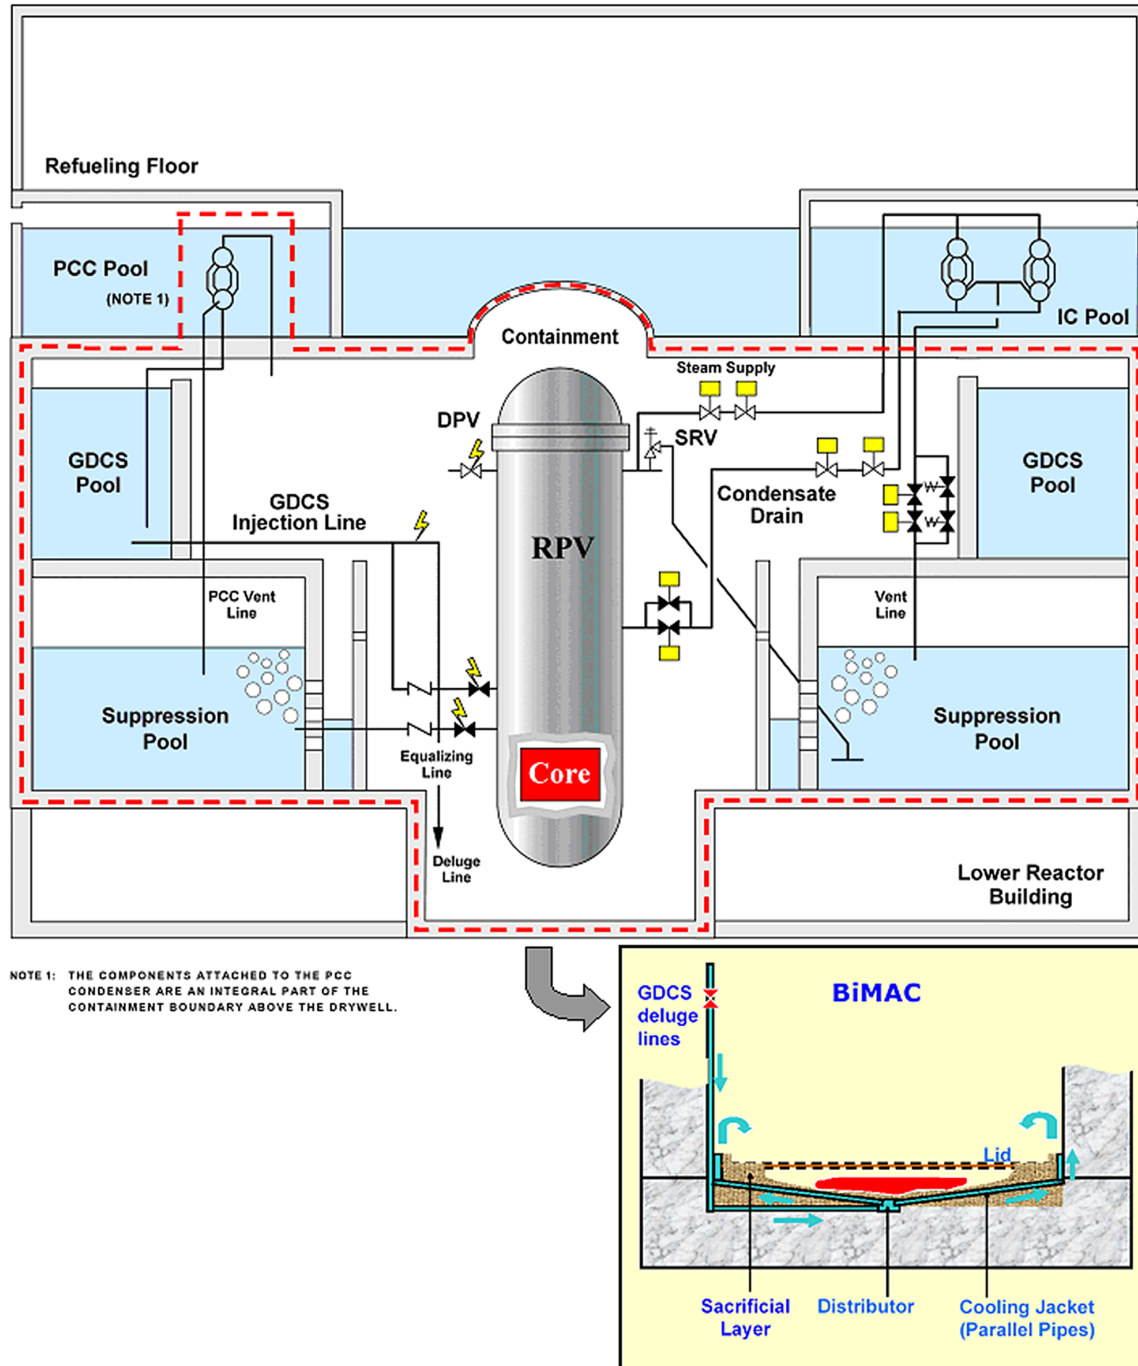 Refueling Floor
PCC Pool
(NOTE 1)
IC Pool
Containment
Steam Supply
DPV
SRV
GDCS
Pool
GDCS
Injection Line
RPV
Condensate
Drain
GDCS
Pool
PCC Vent
Line
Vent
Line
Suppression
Pool
Suppression
Pool
Equalizing
Line
Core
Deluge
Line
Lower Reactor
Building
NOTE 1: THE COMPONENTS ATTACHED TO THE PCC
CONDENSER ARE AN INTEGRAL PART OF THE
CONTAINMENT BOUNDARY ABOVE THE DRYWELL.
GDCS
deluge
lines
BiMAC
Lid
Sacrificial
Layer
Distributor
Cooling Jacket
(Parallel Pipes)